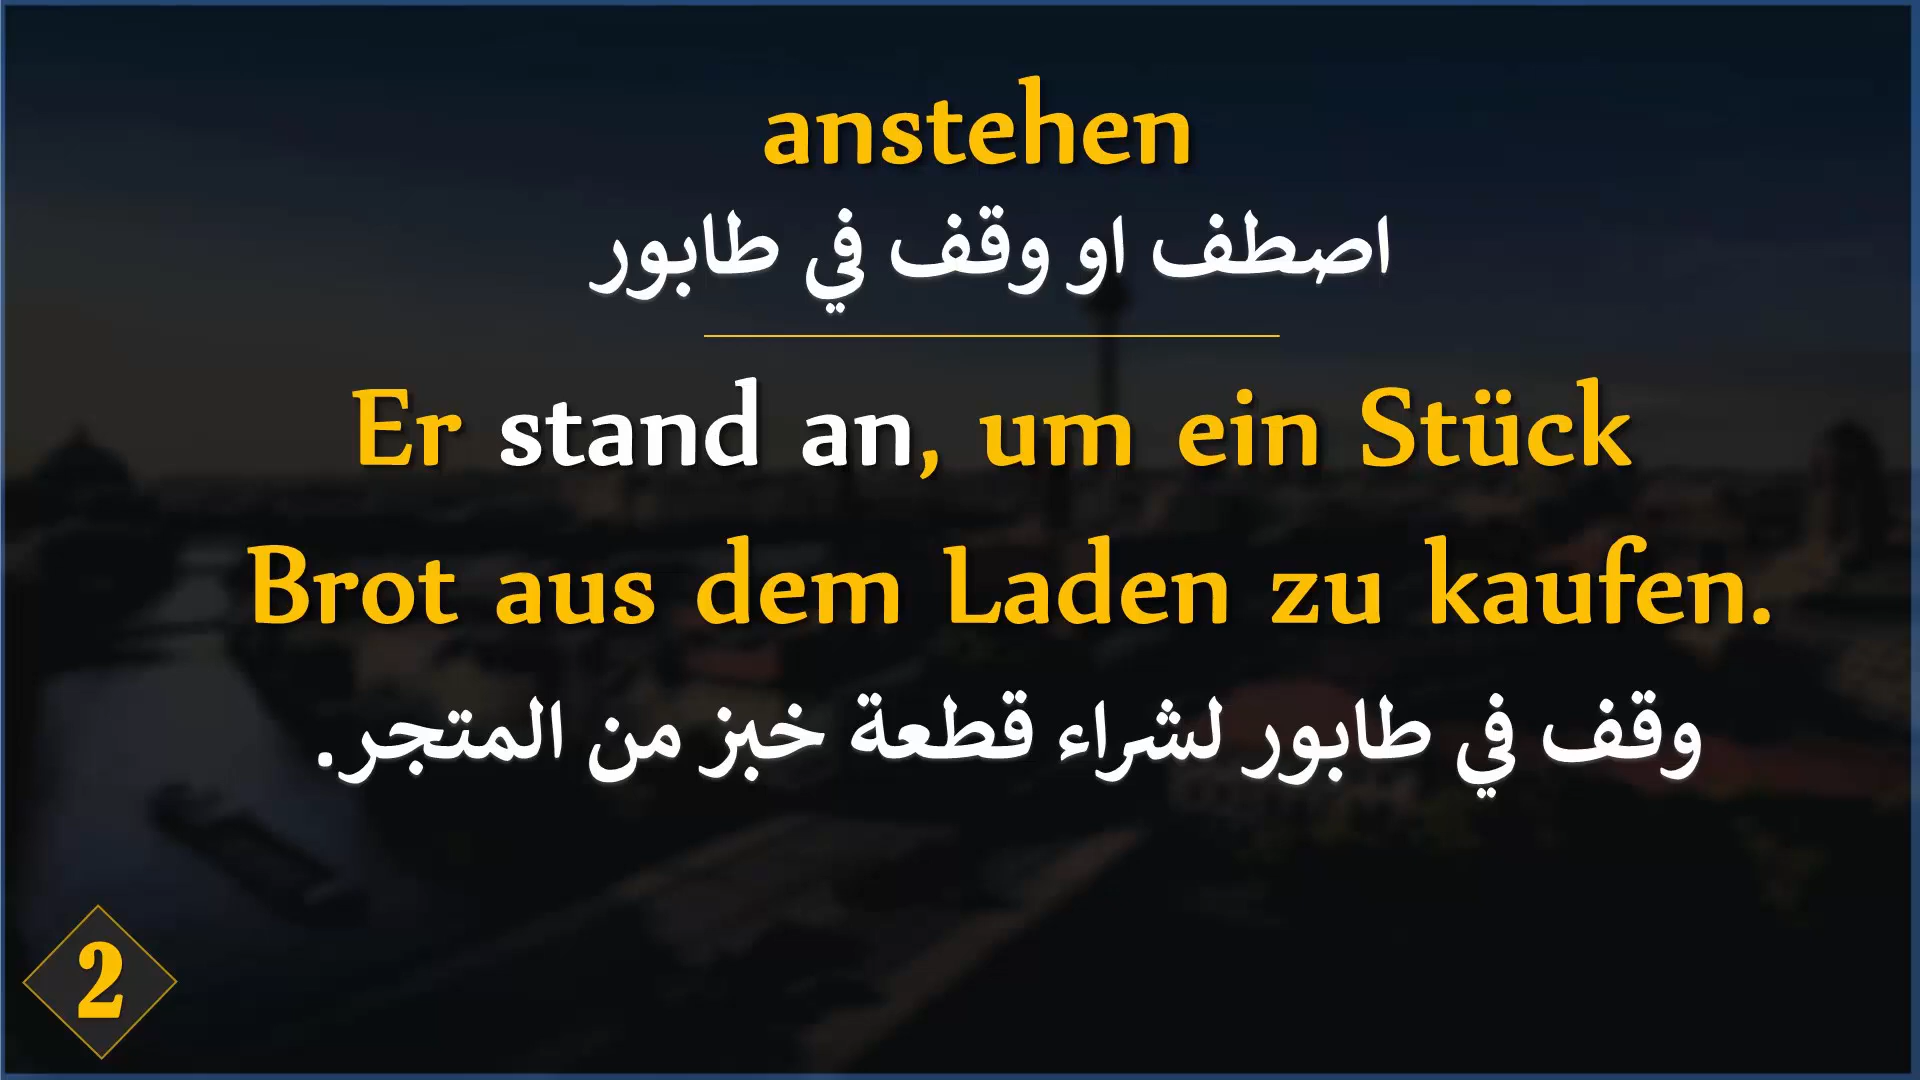 anstehen
اصطف او وقف في طابور
Er stand an, um ein Stück
Brot aus dem Laden zu kaufen.
وقف في طابور لشراء قطعة خبز من المتجر.
2